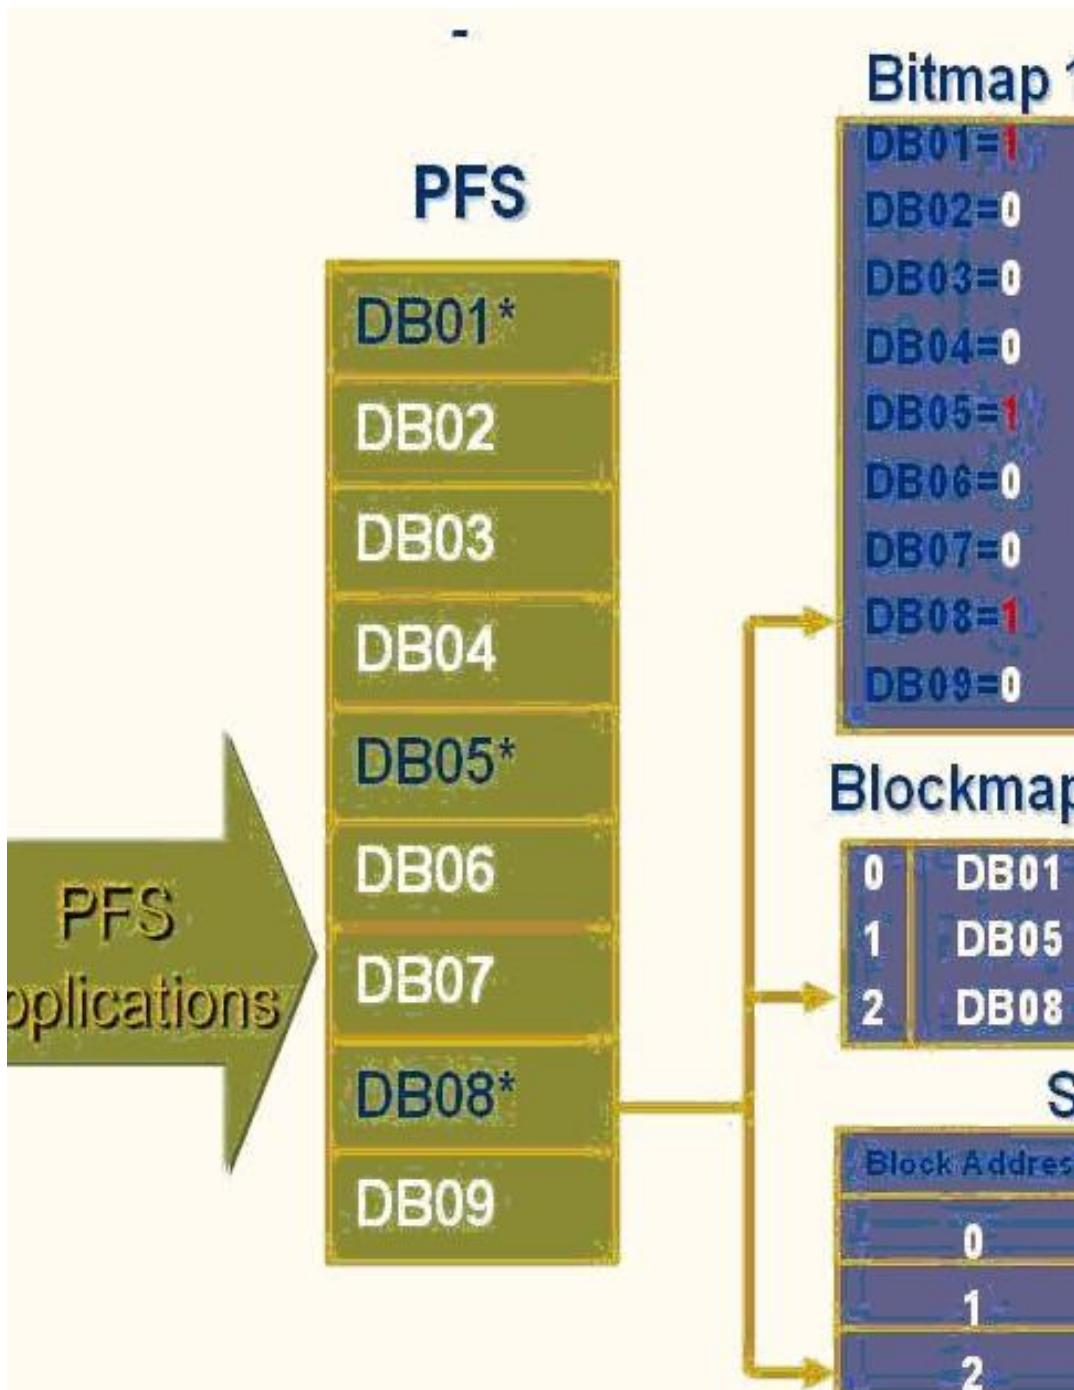 -
PFS
DB01*
DB02
DB03
DB04
DB05*
DB06
DB07
DB08*
DB09
PFS
pplications
Bitmap 1
DB01=1
DB02=0
DB03=0
DB04=0
DB05=1
DB06=0
DB07=0
DB08=1
DB09=0
Blockmap
0 DB01
1 DB05
2 DB08
S
Block Addres
0
1
2